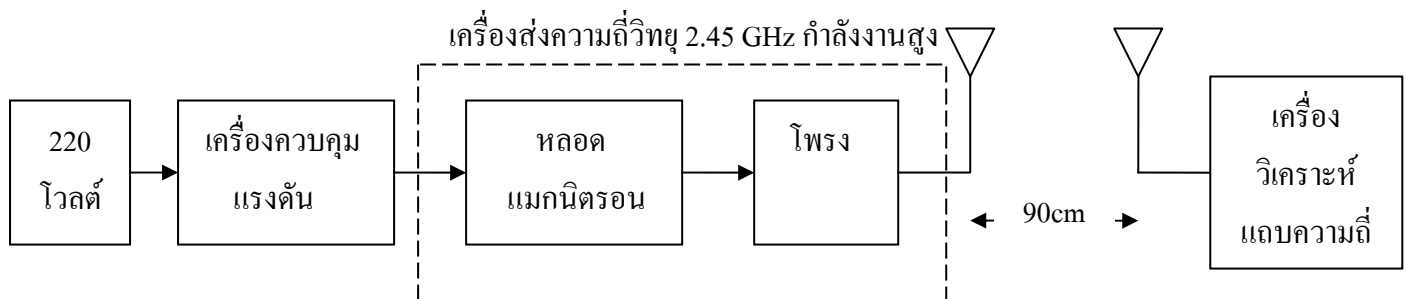 เครื่องส่งความถี่วิทยุ 2.45 GHz กำลังงานสูง
220
โวลต์
เครื่องควบคุม
แรงดัน
หลอด
แมกนิตรอน
โพรง
90cm
เครื่อง
วิเคราะห์
แถบความถี่